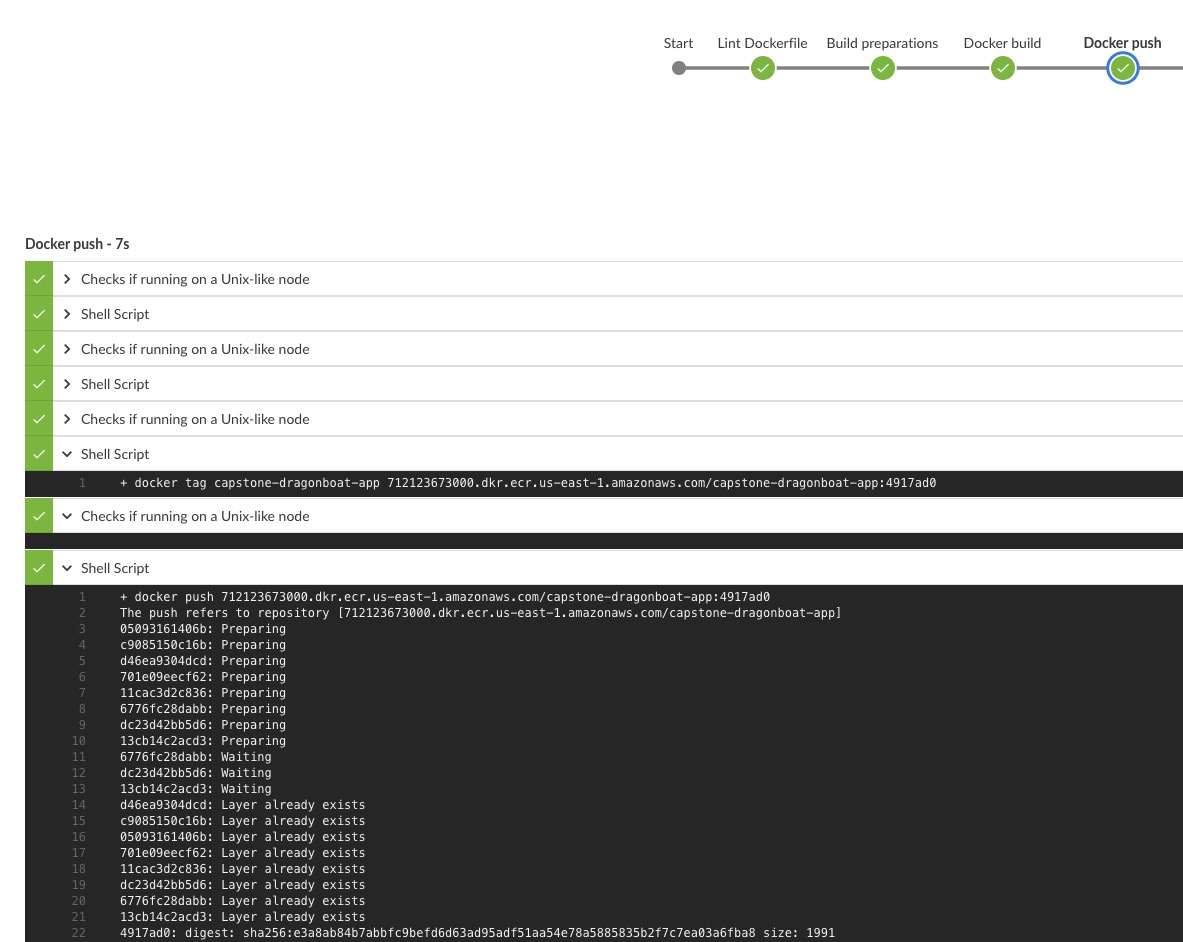 Start Lint Dockerfile Build preparations Docker build Docker push
Docker push - 7s
Checks if running on a Unix-like node
Shell Script
Checks if running on a Unix-like node
Shell Script
Checks if running on a Unix-like node
Shell Script
1 + docker tag capstone-dragonboat-app 712123673000.dkr.ecr.us-east-1.amazonaws.com/capstone-dragonboat-app:4917ad0
Checks if running on a Unix-like node
Shell Script
1 + docker push 712123673000.dkr.ecr.us-east-1.amazonaws.com/capstone-dragonboat-app:4917ad0
2 The push refers to repository [712123673000.dkr.ecr.us-east-1.amazonaws.com/capstone-dragonboat-app]
3 05093161406b: Preparing
4 c9085150c16b: Preparing
5 d46ea9304dcd: Preparing
6 701e09eecf62: Preparing
7 11cac3d2c836: Preparing
8 6776fc28dabb: Preparing
9 dc23d42bb5d6: Preparing
10 13cb14c2acd3: Preparing
11 6776fc28dabb: Waiting
12 dc23d42bb5d6: Waiting
13 13cb14c2acd3: Waiting
14 d46ea9304dcd: Layer already exists
15 c9085150c16b: Layer already exists
16 05093161406b: Layer already exists
17 701e09eecf62: Layer already exists
18 11cac3d2c836: Layer already exists
19 dc23d42bb5d6: Layer already exists
20 6776fc28dabb: Layer already exists
21 13cb14c2acd3: Layer already exists
22 4917ad0: digest: sha256:e3a8ab84b7abbfc9befd6d63ad95adf51aa54e78a5885835b2f7c7ea03a6fba8 size: 1991